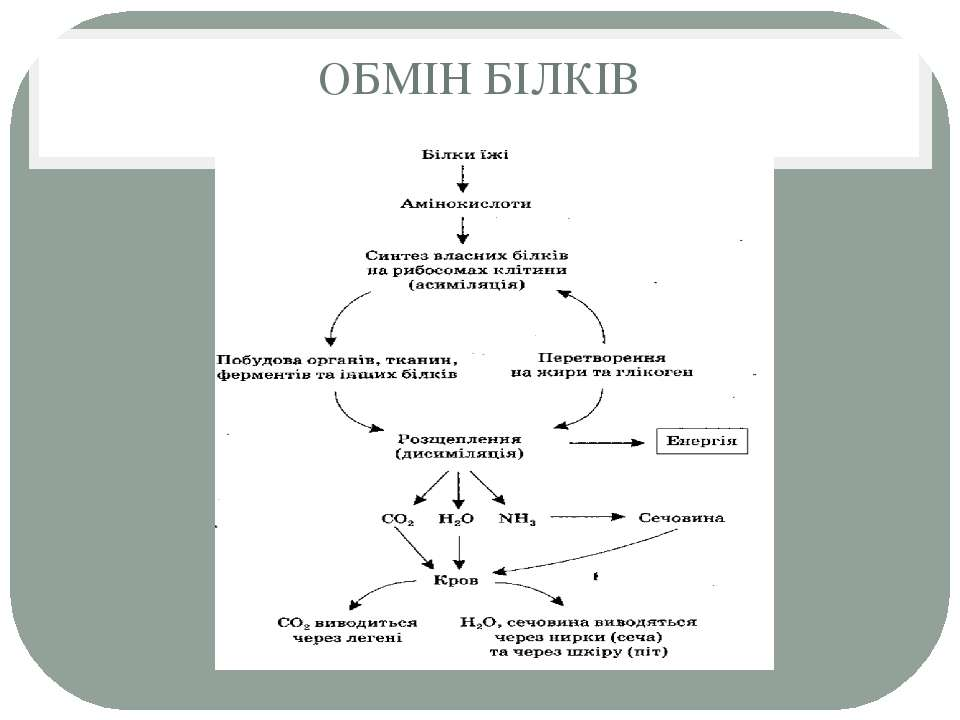 ОБМІН БІЛКІВ
Білки їжі
Амінокислоти
Синтез власних білків
на рибосомах клітини
(асиміляція)
Побудова органів, тканин,
ферментів та інших білків
Перетворення
на жири та глікоген
Розщеплення
(дисиміляція)
Енергія
CO₂ H₂O NH₃ Сечовина
Кров
CO₂ виводиться
через легені
H₂O, сечовина виводяться
через нирки (сеча)
та через шкіру (піт)